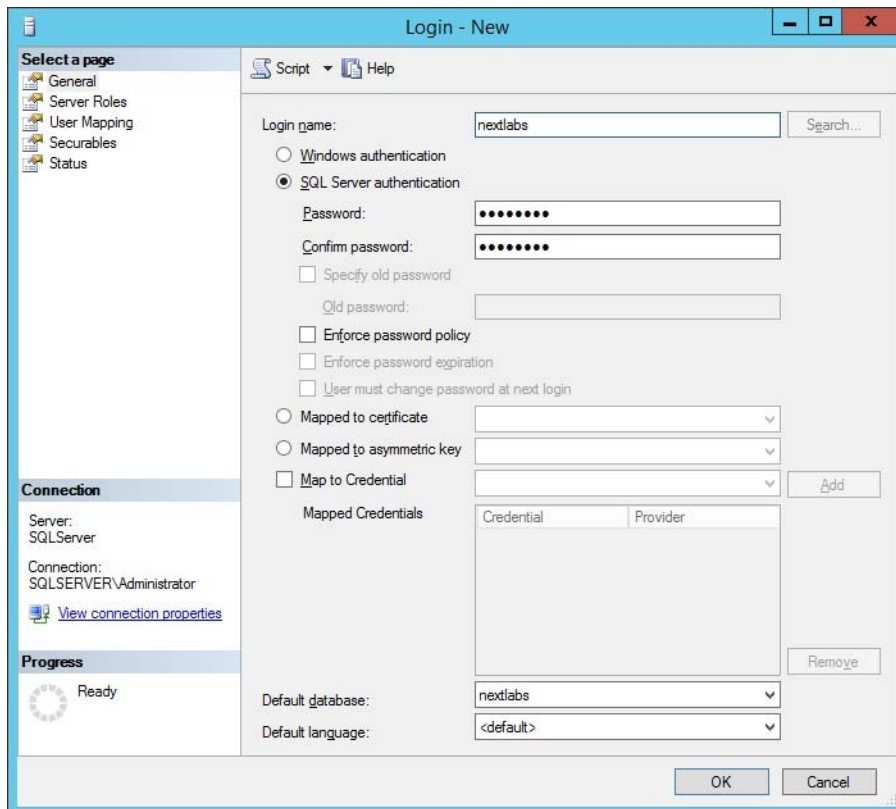 Login - New
Select a page
General
Server Roles
User Mapping
Securables
Status
Script
Help
Login name:
nextlabs
Search...
Windows authentication
SQL Server authentication
Password:
●●●●●●●●
Confirm password:
●●●●●●●●
Specify old password
Old password:
Enforce password policy
Enforce password expiration
User must change password at next login
Mapped to certificate
Mapped to asymmetric key
Map to Credential
Add
Mapped Credentials
Credential
Provider
Remove
Default database:
nextlabs
Default language:
<default>
Connection
Server:
SQLServer
Connection:
SQLSERVER\Administrator
View connection properties
Progress
Ready
OK
Cancel